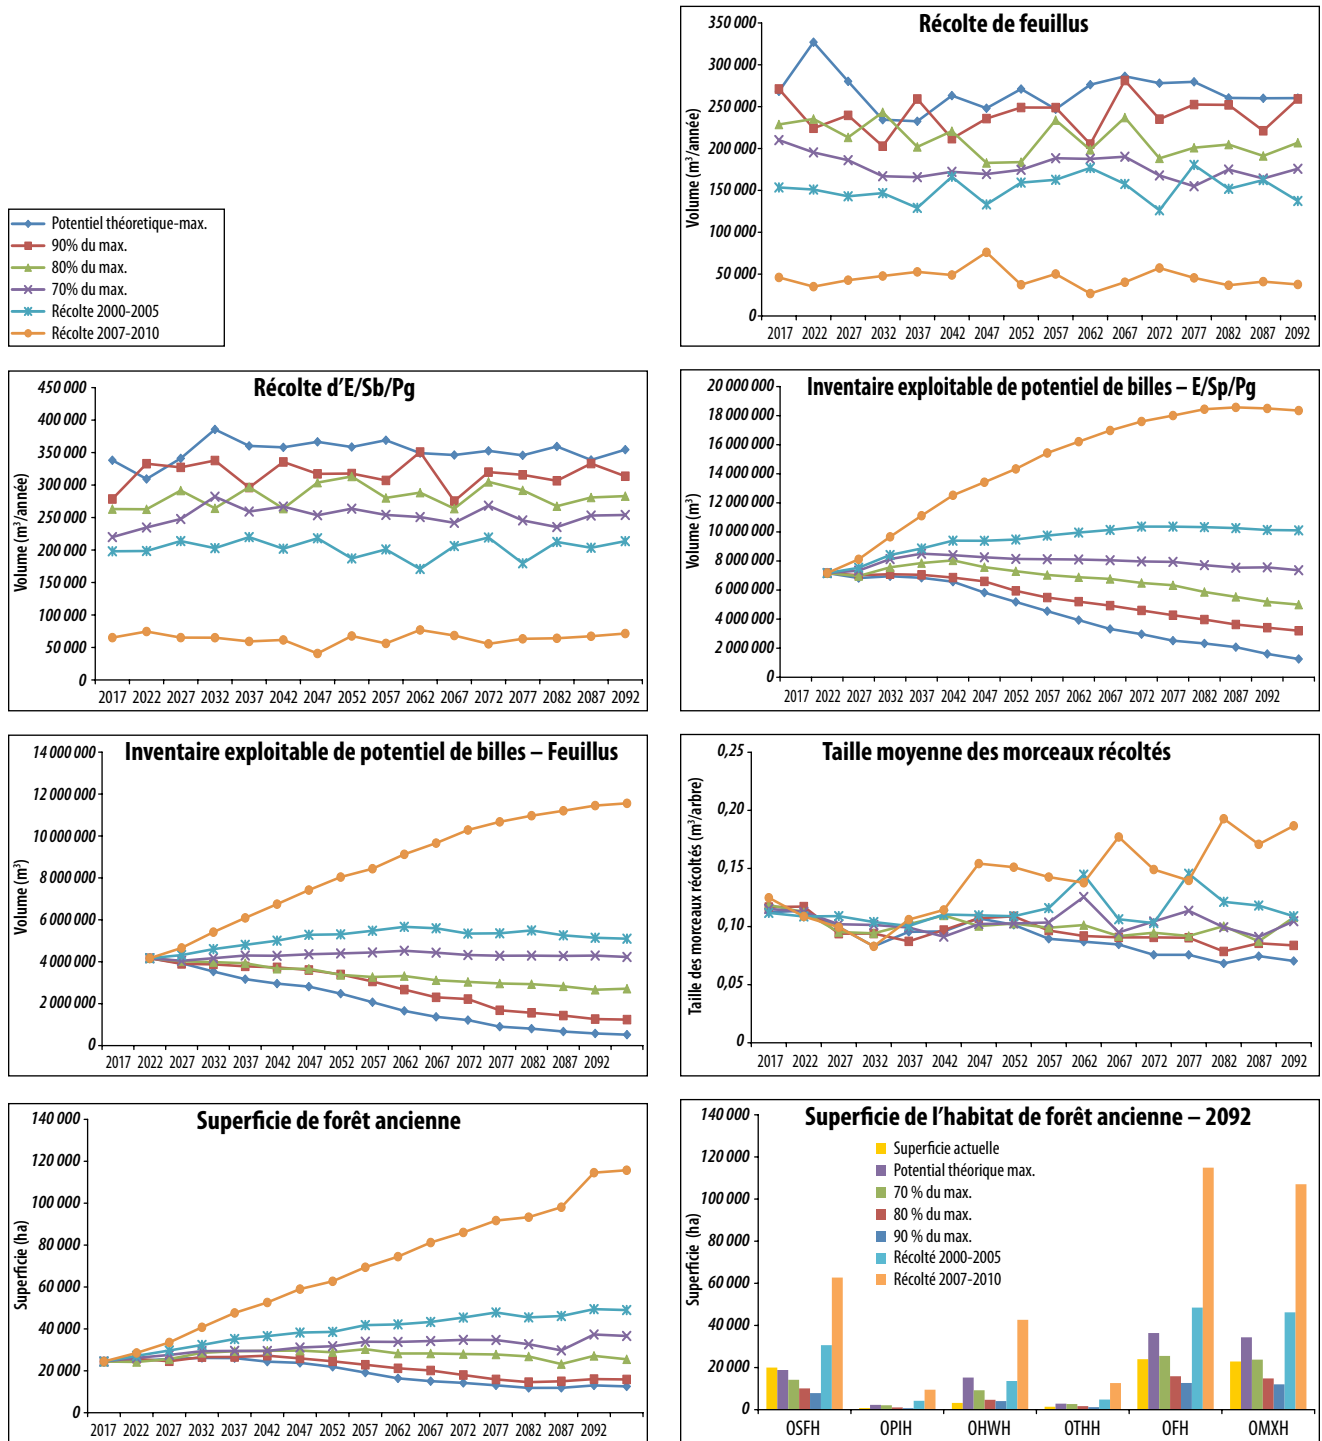 Potentiel théoretique-max.
90% du max.
80% du max.
70% du max.
Récolte 2000-2005
Récolte 2007-2010
Récolte de feuillus
Volume (m³/année)
350 000
300 000
250 000
200 000
150 000
100 000
50 000
0
2017 2022 2027 2032 2037 2042 2047 2052 2057 2062 2067 2072 2077 2082 2087 2092
Récolte d'E/Sb/Pg
Volume (m³/année)
450 000
400 000
350 000
300 000
250 000
200 000
150 000
100 000
50 000
0
2017 2022 2027 2032 2037 2042 2047 2052 2057 2062 2067 2072 2077 2082 2087 2092
Inventaire exploitable de potentiel de billes – E/Sp/Pg
Volume (m³)
20 000 000
18 000 000
16 000 000
14 000 000
12 000 000
10 000 000
8 000 000
6 000 000
4 000 000
2 000 000
0
2017 2022 2027 2032 2037 2042 2047 2052 2057 2062 2067 2072 2077 2082 2087 2092
Inventaire exploitable de potentiel de billes – Feuillus
Volume (m³)
14 000 000
12 000 000
10 000 000
8 000 000
6 000 000
4 000 000
2 000 000
0
2017 2022 2027 2032 2037 2042 2047 2052 2057 2062 2067 2072 2077 2082 2087 2092
Taille moyenne des morceaux récoltés
Taille des morceaux récoltés (m³/arbre)
0,25
0,20
0,15
0,10
0,05
0
2017 2022 2027 2032 2037 2042 2047 2052 2057 2062 2067 2072 2077 2082 2087 2092
Superficie de forêt ancienne
Superficie (ha)
140 000
120 000
100 000
80 000
60 000
40 000
20 000
0
2017 2022 2027 2032 2037 2042 2047 2052 2057 2062 2067 2072 2077 2082 2087 2092
Superficie de l'habitat de forêt ancienne – 2092
Superficie (ha)
140 000
120 000
100 000
80 000
60 000
40 000
20 000
0
Superficie actuelle
Potential théorique max.
70 % du max.
80 % du max.
90 % du max.
Récolté 2000-2005
Récolté 2007-2010
OSFH OPIH OHWH OTHH OFH OMXH